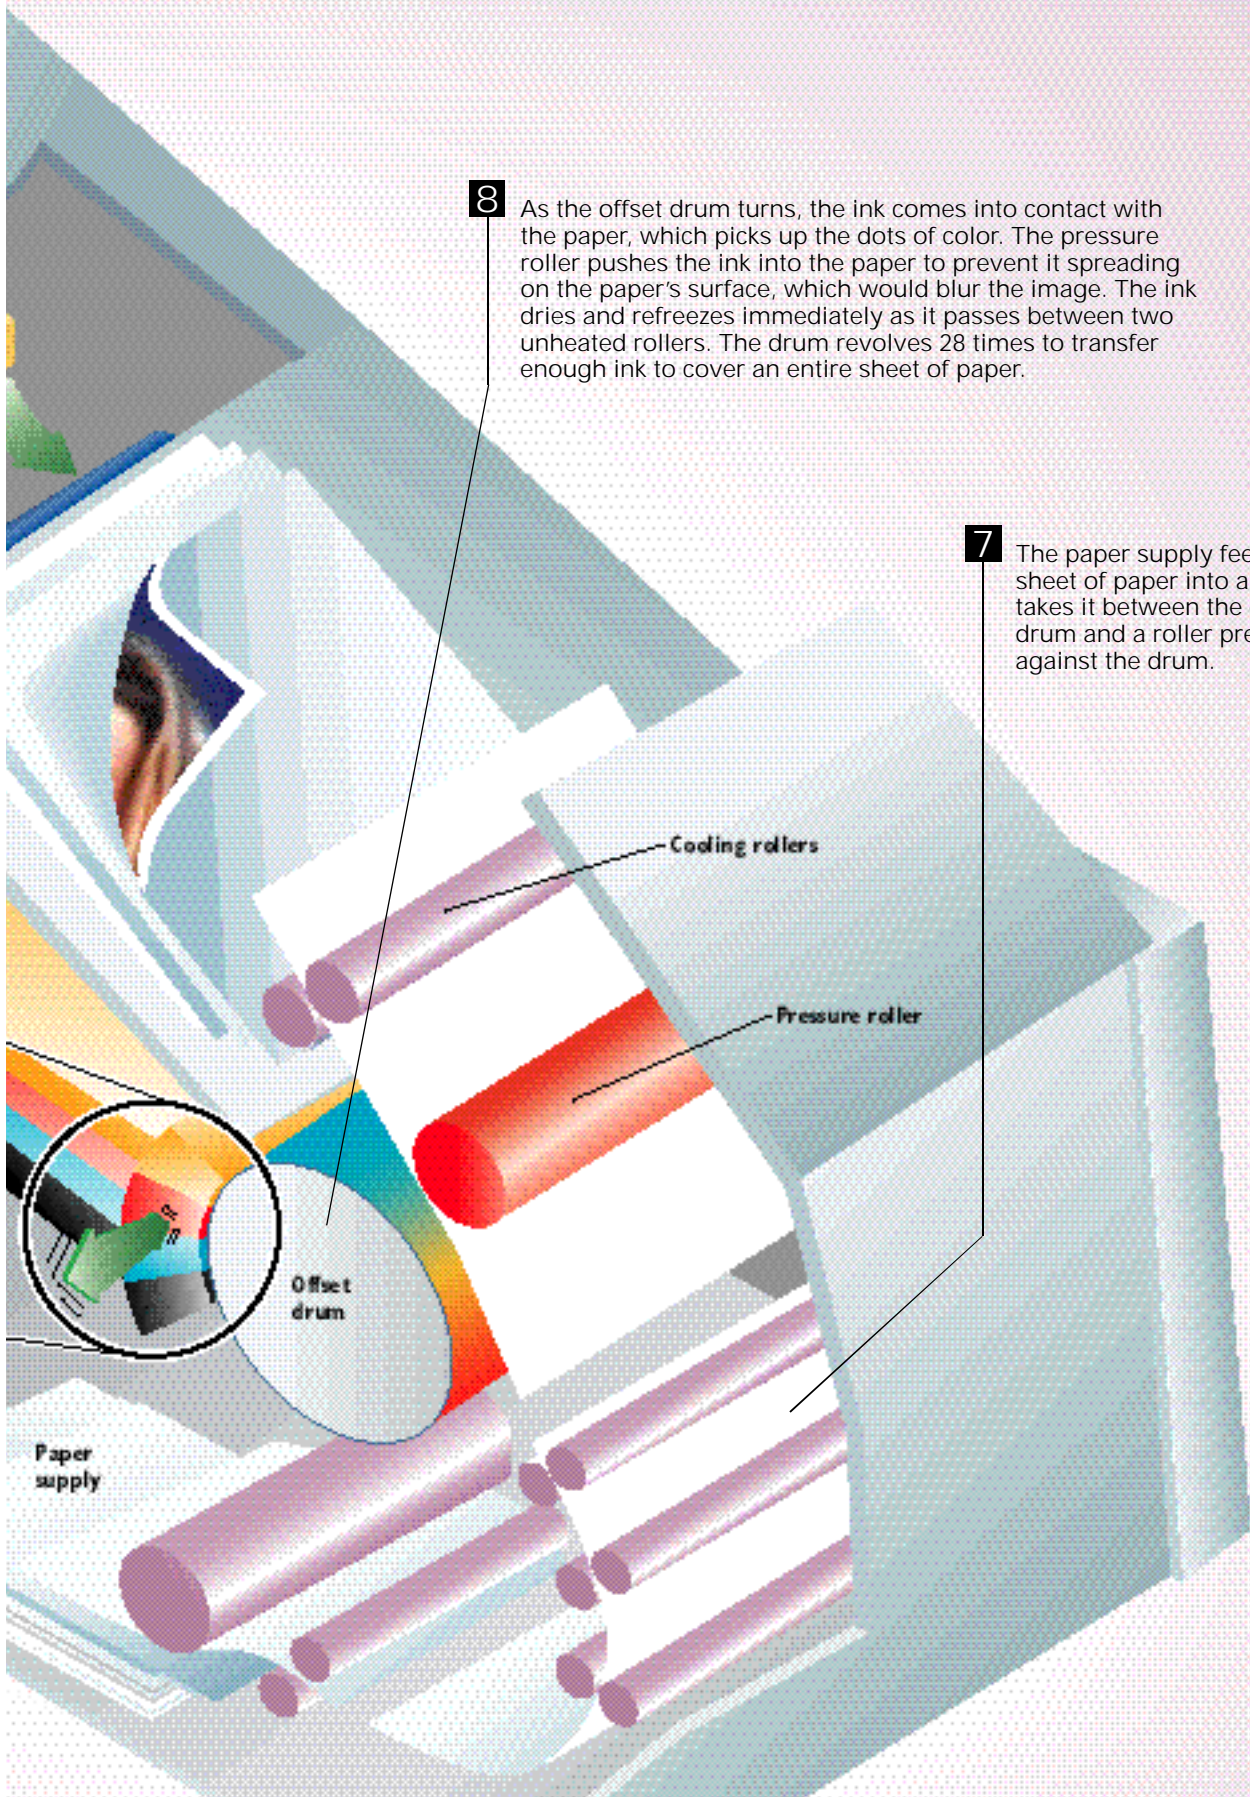 8
As the offset drum turns, the ink comes into contact with
the paper, which picks up the dots of color. The pressure
roller pushes the ink into the paper to prevent it spreading
on the paper's surface, which would blur the image. The ink
dries and refreezes immediately as it passes between two
unheated rollers. The drum revolves 28 times to transfer
enough ink to cover an entire sheet of paper.
7
The paper supply
sheet of paper into a
takes it between the
drum and a roller
against the drum.
Cooling rollers
Pressure roller
Offset
drum
Paper
supply